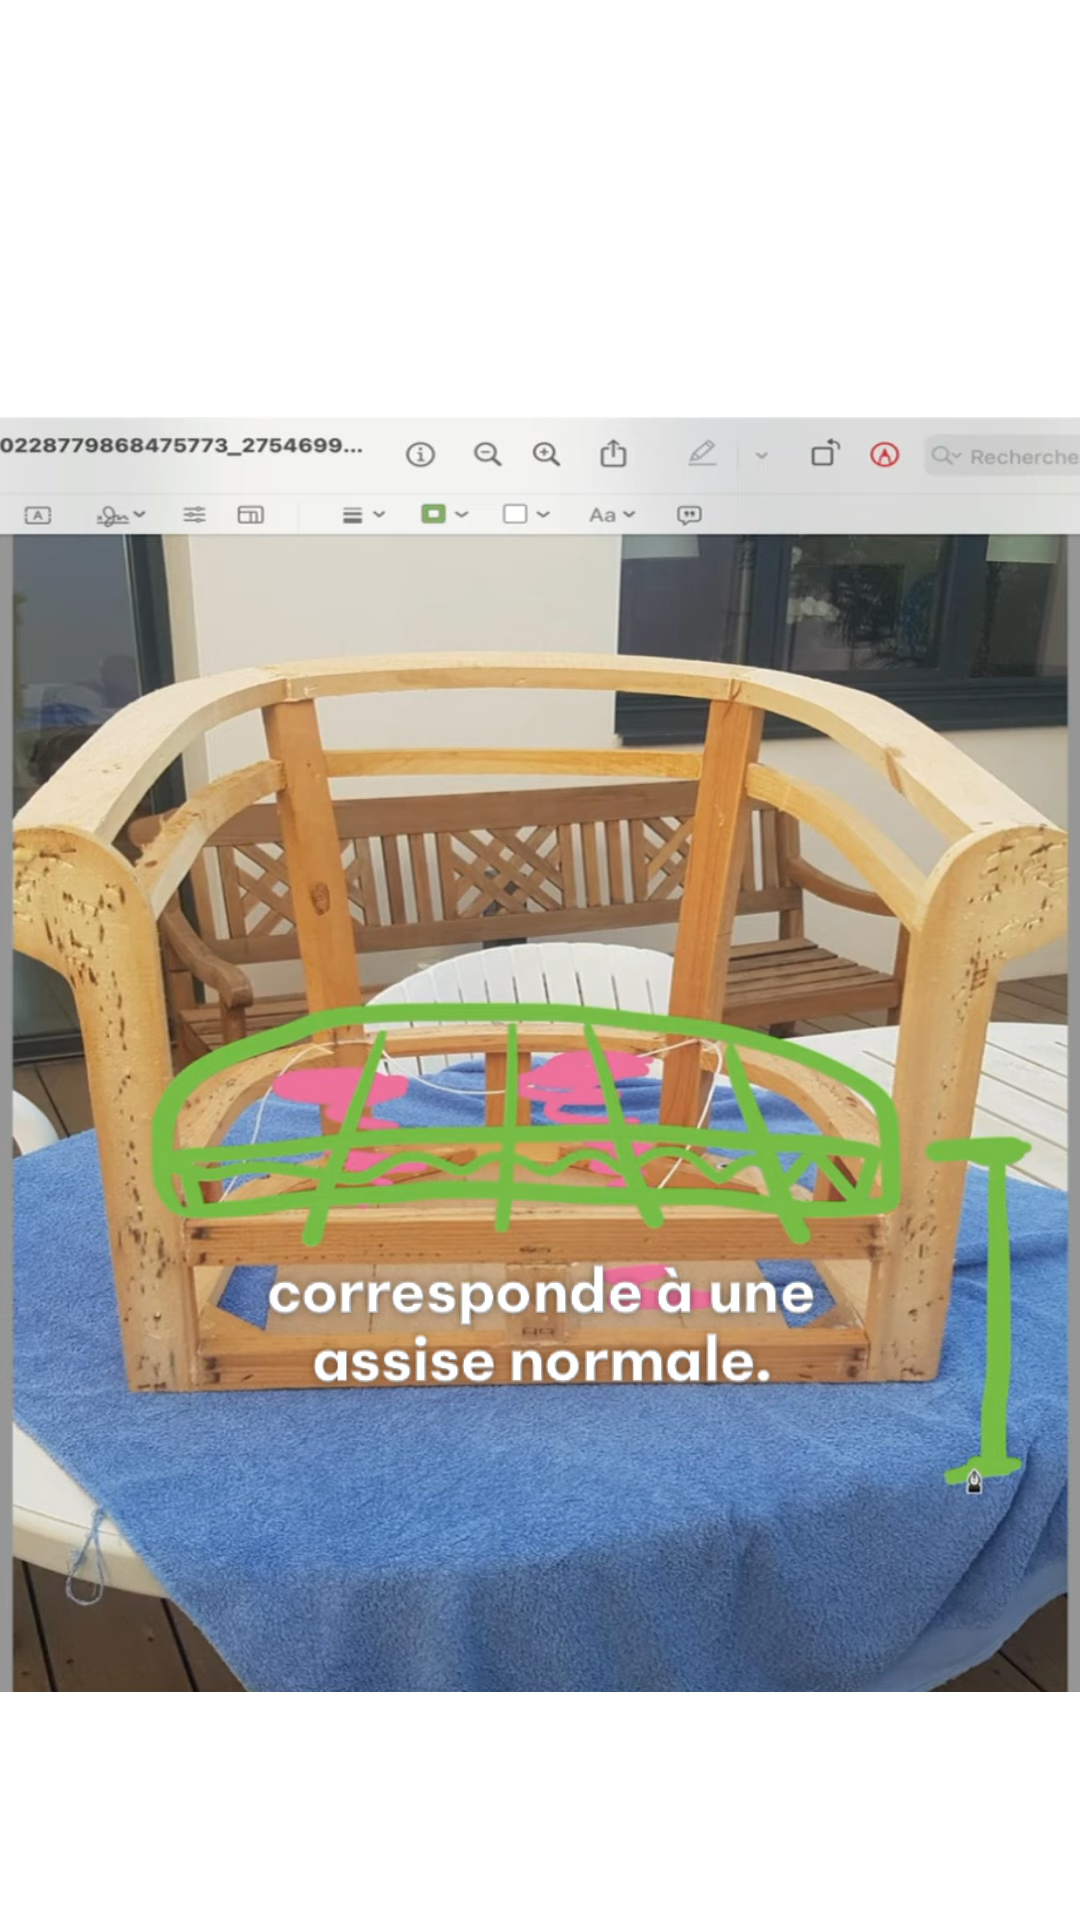 0228779868475773_2754699...
Recherche
A
Aa
corresponde à une
assise normale.